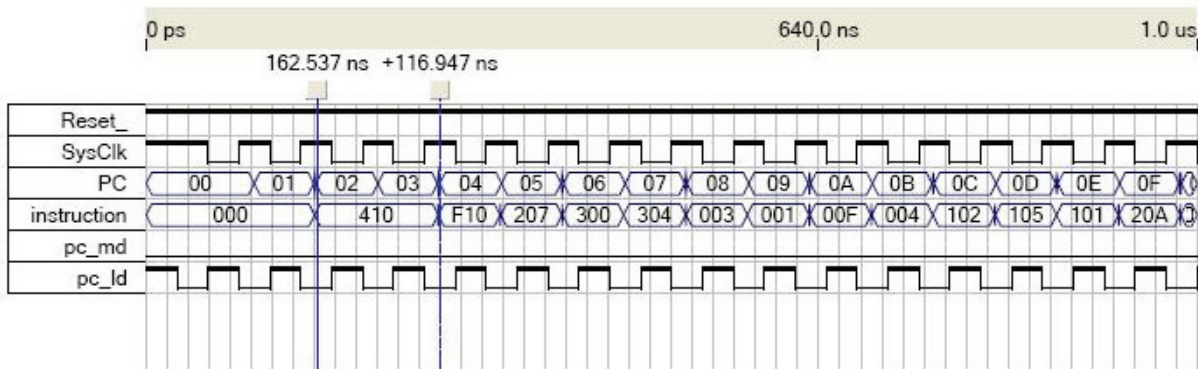 0 ps 640.0 ns 1.0 us
162.537 ns +116.947 ns
Reset_
SysClk
PC 00 01 02 03 04 05 06 07 08 09 0A 0B 0C 0D 0E 0F
instruction 000 410 F10 207 300 304 003 001 00F 004 102 105 101 20A
pc_md
pc_ld